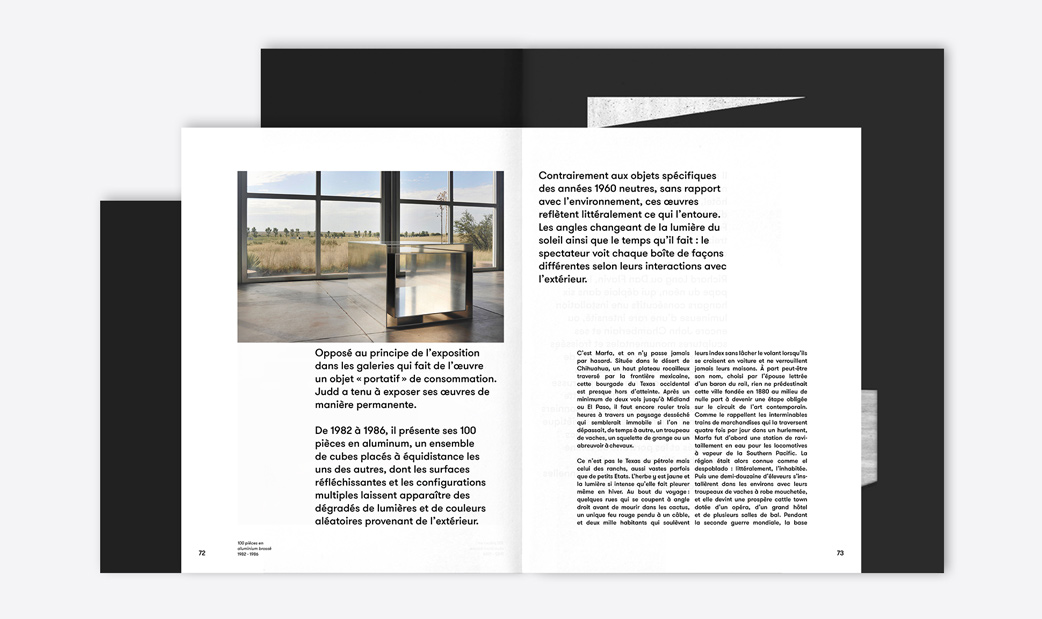 Opposé au principe de l'exposition
dans les galeries qui fait de l'œuvre
un objet « portatif » de consommation.
Judd a tenu à exposer ses œuvres de
manière permanente.
De 1982 à 1986, il présente ses 100
pièces en aluminum, un ensemble
de cubes placés à équidistance les
uns des autres, dont les surfaces
réfléchissantes et les configurations
multiples laissent apparaître des
dégradés de lumières et de couleurs
aléatoires provenant de l'extérieur.
100 pièces en
aluminium brossé
1982 - 1986
72
Contrairement aux objets spécifiques
des années 1960 neutres, sans rapport
avec l'environnement, ces œuvres
reflètent littéralement ce qui l'entoure.
Les angles changeant de la lumière du
soleil ainsi que le temps qu'il fait : le
spectateur voit chaque boîte de façons
différentes selon leurs interactions avec
l'extérieur.
C'est Marfa, et on n'y passe jamais
par hasard. Située dans le désert de
Chihuahua, un haut plateau rocailleux
traversé par la frontière mexicaine,
cette bourgade du Texas occidental
est presque hors d'atteinte. Après un
minimum de deux vols jusqu'à Midland
ou El Paso, il faut encore rouler trois
heures à travers un paysage desséché
qui semblerait immobile si l'on ne
dépassait, de temps à autre, un troupeau
de vaches, un squelette de grange ou un
abreuvoir à chevaux.
Ce n'est pas le Texas du pétrole mais
celui des ranchs, aussi vastes parfois
que de petits Etats. L'herbe y est jaune et
la lumière si intense qu'elle fait pleurer
même en hiver. Au bout du voyage :
quelques rues qui se coupent à angle
droit avant de mourir dans les cactus,
un unique feu rouge pendu à un câble,
et deux mille habitants qui soulèvent
leurs index sans lâcher le volant lorsqu'ils
se croisent en voiture et ne verrouillent
jamais leurs maisons. À part peut-être
son nom, choisi par l'épouse lettrée
d'un baron du rail, rien ne prédestinait
cette ville fondée en 1880 au milieu de
nulle part à devenir une étape obligée
sur le circuit de l'art contemporain.
Comme le rappellent les interminables
trains de marchandises qui la traversent
quatre fois par jour dans un hurlement,
Marfa fut d'abord une station de ravi-
taillement en eau pour les locomotives
à vapeur de la Southern Pacific. La
région était alors connue comme el
despoblado : littéralement, l'inhabitée.
Puis une demi-douzaine d'éleveurs s'ins-
tallèrent dans les environs avec leurs
troupeaux de vaches à robe mouchetée,
et elle devint une prospère cattle town
dotée d'un opéra, d'un grand hôtel
et de plusieurs salles de bal. Pendant
la seconde guerre mondiale, la base
73